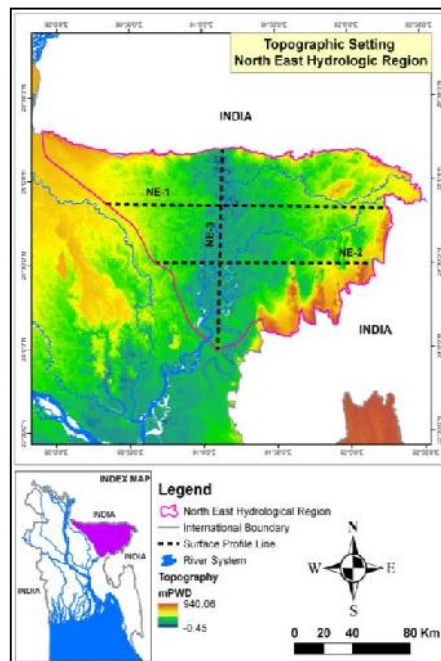 Topographic Setting
North East Hydrologic Region
INDIA
NE-1
NE-3
NE-2
INDIA
INDEX MAP
INDIA
INDIA
INDIA
Legend
North East Hydrological Region
International Boundary
Surface Profile Line
River System
Topography
mPWD
940.06
-0.45
N
W
E
S
0
20
40
80 Km